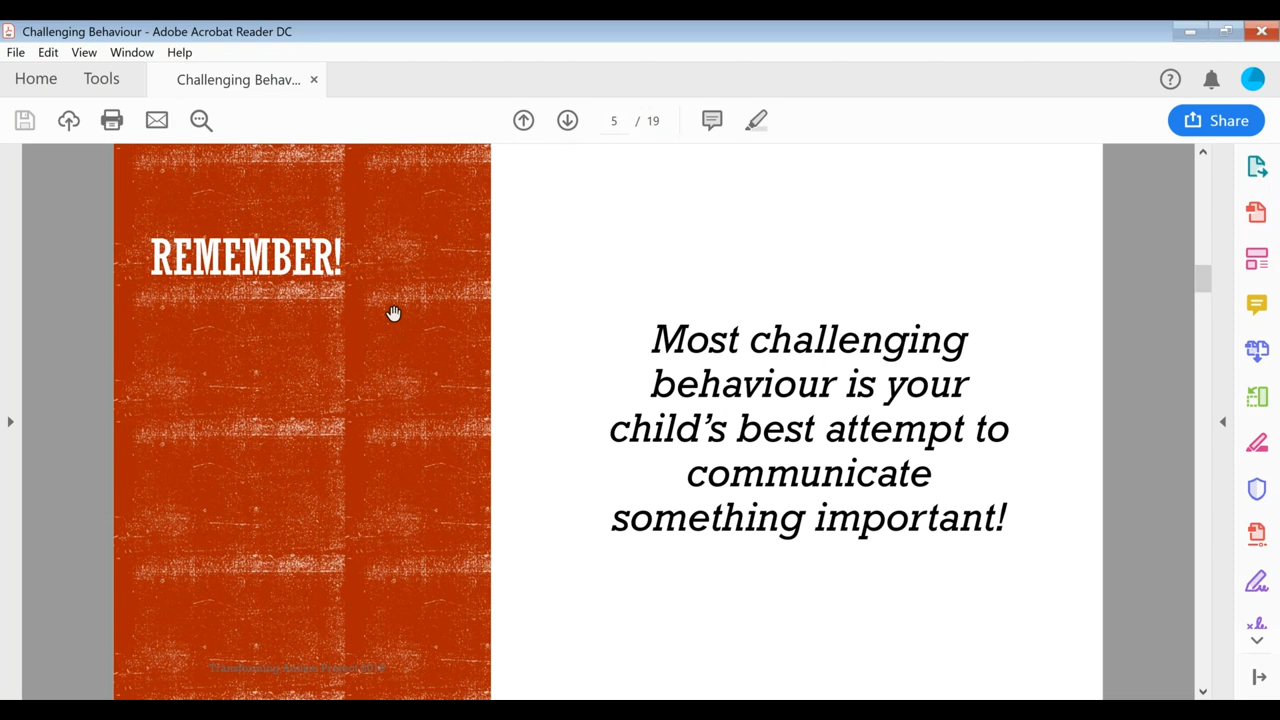 Challenging Behaviour - Adobe Acrobat Reader DC
File Edit View Window Help
Home Tools Challenging Behav...
5 / 19
Share
REMEMBER!
Most challenging
behaviour is your
child's best attempt to
communicate
something important!